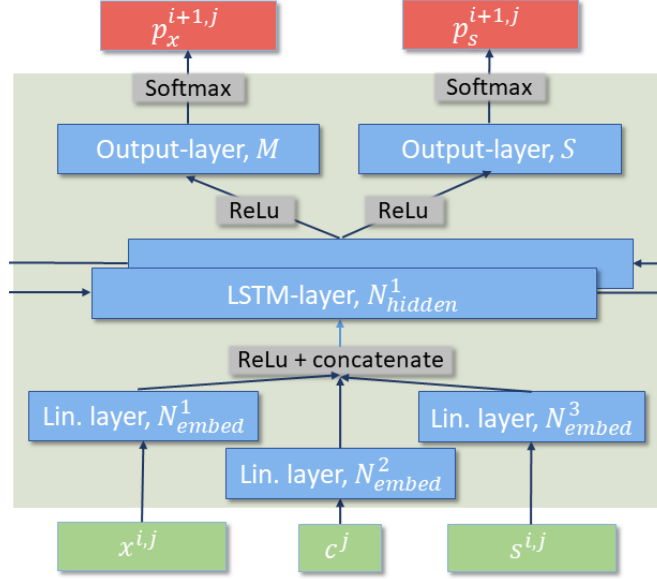 p_x^{i+1,j}
p_s^{i+1,j}
Softmax
Softmax
Output-layer, M
Output-layer, S
ReLu
ReLu
LSTM-layer, N_{hidden}^1
ReLu + concatenate
Lin. layer, N_{embed}^1
Lin. layer, N_{embed}^3
Lin. layer, N_{embed}^2
x^{i,j}
c^j
s^{i,j}